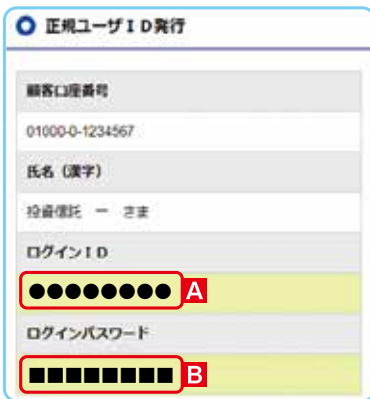 正規ユーザID発行
顧客口座番号
01000-0-1234567
氏名（漢字）
投資信託 一 さま
ログインID
●●●●●●●● A
ログインパスワード
■■■■■■■■ B